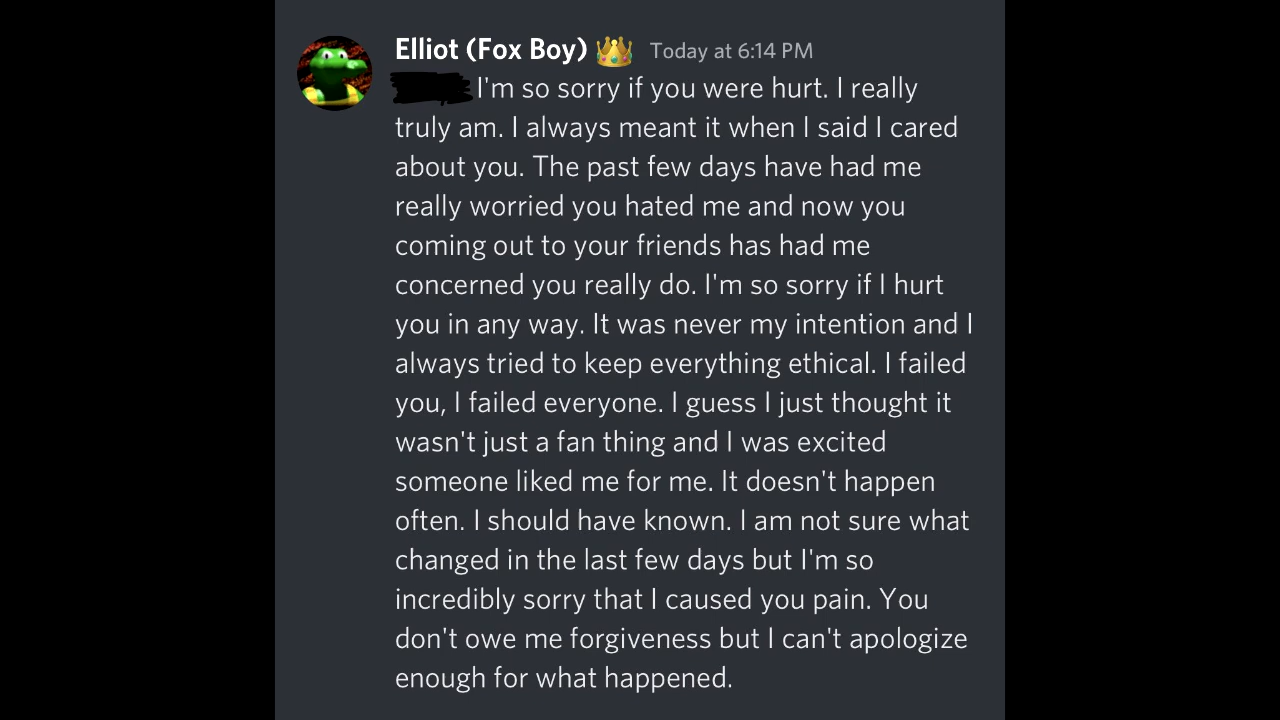 Elliot (Fox Boy) 👑 Today at 6:14 PM
I'm so sorry if you were hurt. I really
truly am. I always meant it when I said I cared
about you. The past few days have had me
really worried you hated me and now you
coming out to your friends has had me
concerned you really do. I'm so sorry if I hurt
you in any way. It was never my intention and I
always tried to keep everything ethical. I failed
you, I failed everyone. I guess I just thought it
wasn't just a fan thing and I was excited
someone liked me for me. It doesn't happen
often. I should have known. I am not sure what
changed in the last few days but I'm so
incredibly sorry that I caused you pain. You
don't owe me forgiveness but I can't apologize
enough for what happened.